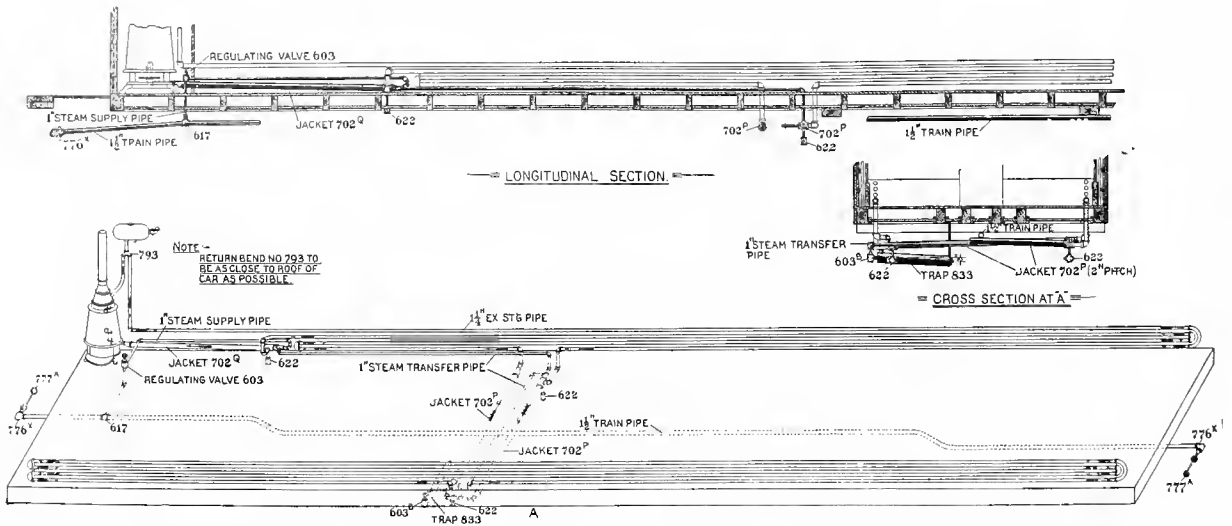 REGULATING VALVE 603
1" STEAM SUPPLY PIPE
776ˣ
1½" TRAIN PIPE
617
JACKET 702Q
622
702P
702P
622
1½" TRAIN PIPE
LONGITUDINAL SECTION.
1½" TRAIN PIPE
1" STEAM TRANSFER
PIPE
603B
622
TRAP 833
622
JACKET 702P (2" PITCH)
CROSS SECTION AT "A"
793
NOTE -
RETURN BEND NO 793 TO
BE AS CLOSE TO ROOF OF
CAR AS POSSIBLE.
1" STEAM SUPPLY PIPE
1¼" EX STG PIPE
JACKET 702Q
622
REGULATING VALVE 603
1" STEAM TRANSFER PIPE
622
777A
JACKET 702P
776X
617
1½" TRAIN PIPE
776X
JACKET 702P
777A
603B
622
TRAP 833
A